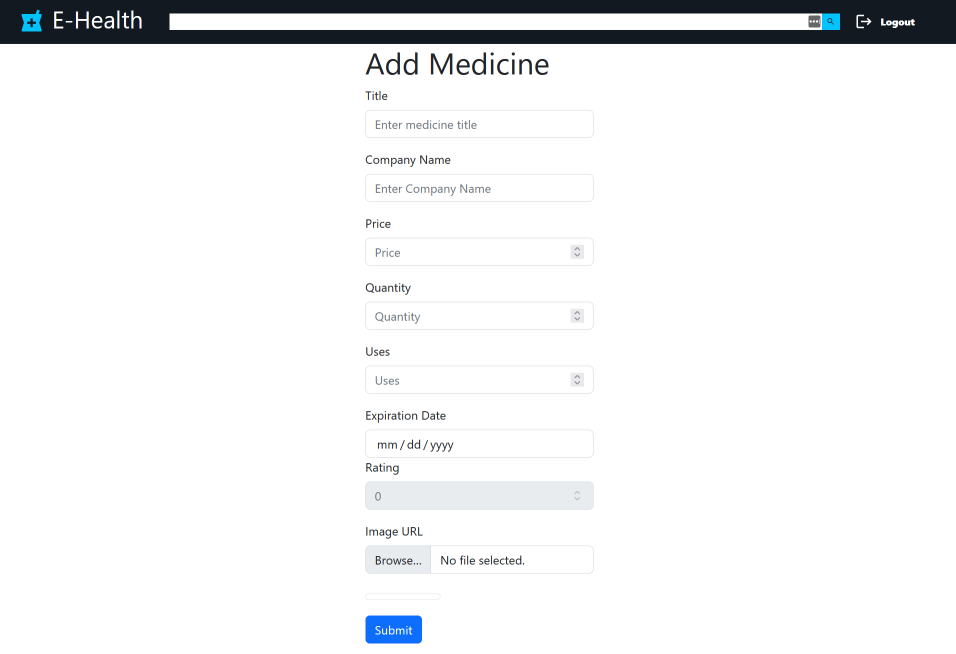 E-Health
Logout
Add Medicine
Title
Enter medicine title
Company Name
Enter Company Name
Price
Price
Quantity
Quantity
Uses
Uses
Expiration Date
mm / dd / yyyy
Rating
0
Image URL
Browse... No file selected.
Submit